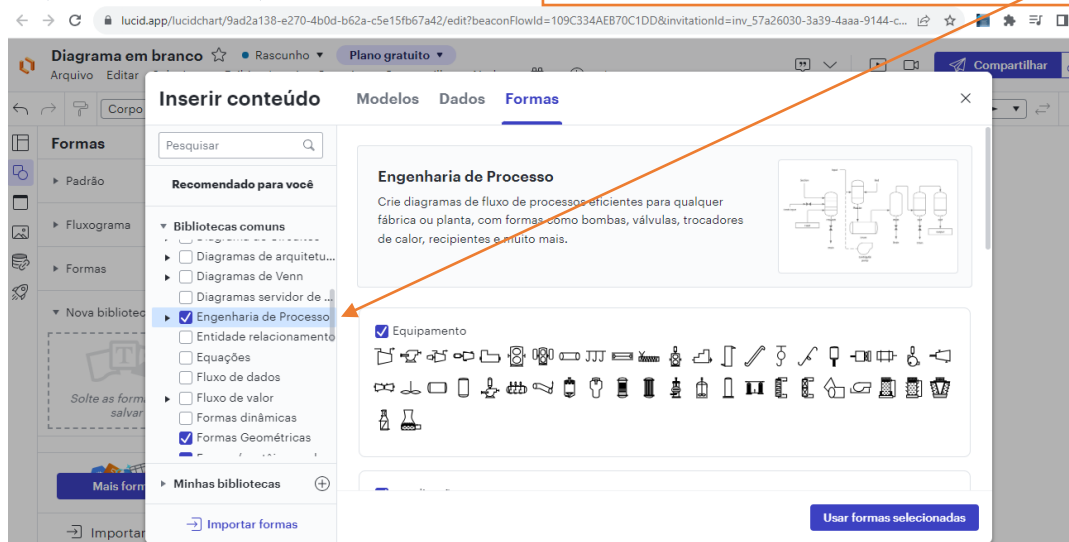 lucid.app/lucidchart/9ad2a138-e270-4b0d-b62a-c5e15fb67a42/edit?beaconFlowId=109C334AEB70C1DD&invitationId=inv_57a26030-3a39-4aaa-9144-c...
Diagrama em branco Rascunho Plano gratuito
Arquivo Editar
Compartilhar
Corpo
Inserir conteúdo
Modelos Dados Formas
Formas
Padrão
Fluxograma
Formas
Nova bibliotec
Solte as forma
salvar
Mais form
Importar
Pesquisar
Recomendado para você
Bibliotecas comuns
Diagramas de arquitetu...
Diagramas de Venn
Diagramas servidor de ...
Engenharia de Processo
Entidade relacionamento
Equações
Fluxo de dados
Fluxo de valor
Formas dinâmicas
Formas Geométricas
Minhas bibliotecas
Importar formas
Engenharia de Processo
Crie diagramas de fluxo de processos eficientes para qualquer
fábrica ou planta, com formas como bombas, válvulas, trocadores
de calor, recipientes e muito mais.
Equipamento
Usar formas selecionadas